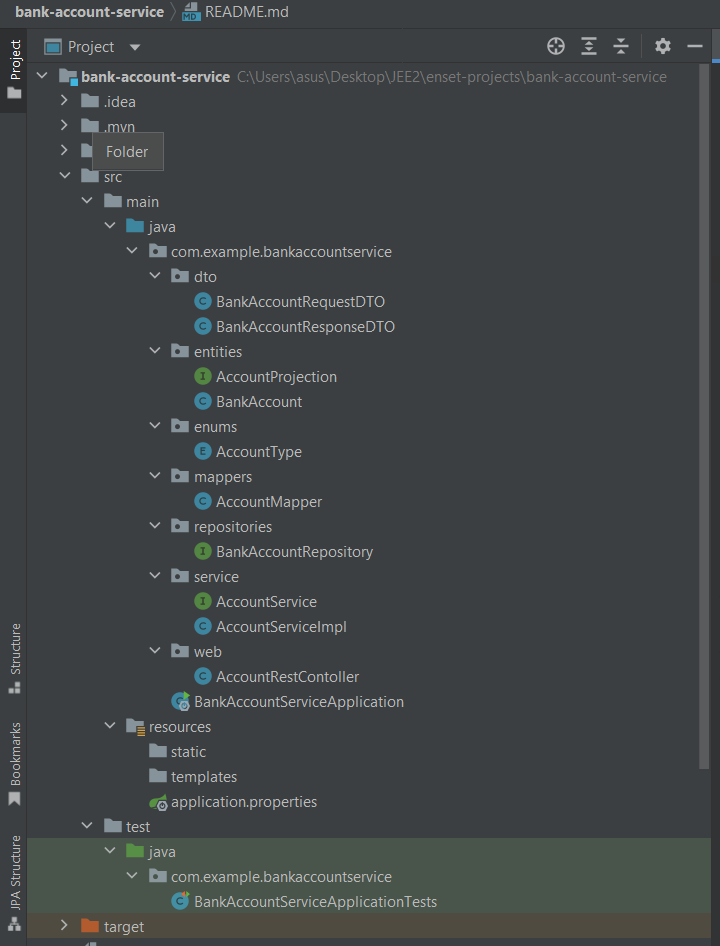 bank-account-service README.md
Project
Project
bank-account-service C:\Users\asus\Desktop\JEE2\enset-projects\bank-account-service
.idea
.mvn
Folder
src
main
java
com.example.bankaccountservice
dto
BankAccountRequestDTO
BankAccountResponseDTO
entities
AccountProjection
BankAccount
enums
AccountType
mappers
AccountMapper
repositories
BankAccountRepository
service
AccountService
AccountServiceImpl
web
AccountRestContoller
BankAccountServiceApplication
resources
static
templates
application.properties
test
java
com.example.bankaccountservice
BankAccountServiceApplicationTests
target
Structure
Bookmarks
JPA Structure